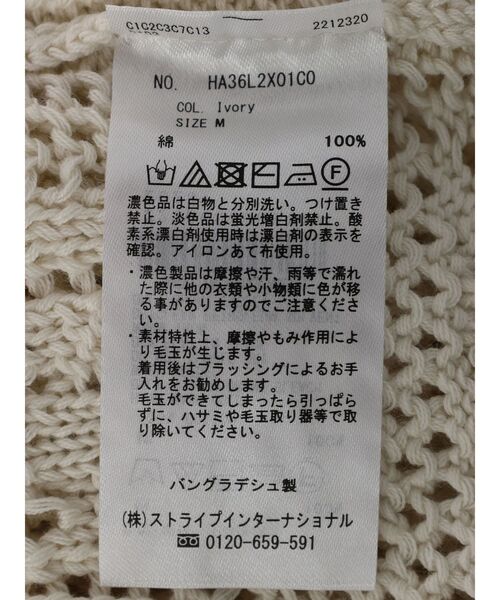 C1C2C3C7C13 2212320
NO. HA36L2X01C0
COL. Ivory
SIZE M
綿 100%
濃色品は白物と分別洗い。つけ置き
禁止。淡色品は蛍光増白剤禁止。酸
素系漂白剤使用時は漂白剤の表示を
確認。アイロンあて布使用。
・濃色製品は摩擦や汗、雨等で濡れ
た際に他の衣類や小物類に色が移
る事がありますのでご注意くださ
い。
・素材特性上、摩擦やもみ作用によ
り毛玉が生じます。
着用後はブラッシングによるお手
入れをお勧めします。
毛玉ができてしまったら引っぱら
ずに、ハサミや毛玉取り器等で取
り除いてください。
バングラデシュ製
(株)ストライプインターナショナル
0120-659-591